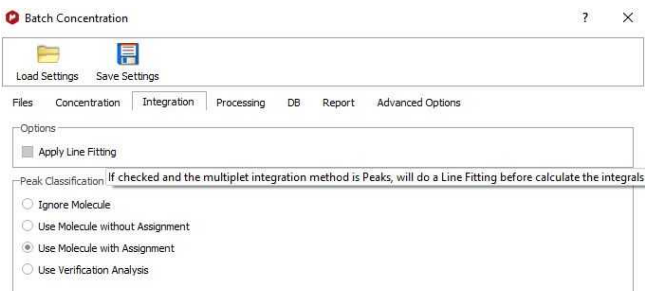 Batch Concentration
? ×
Load Settings Save Settings
Files Concentration Integration Processing DB Report Advanced Options
Options
Apply Line Fitting
If checked and the multiplet integration method is Peaks, will do a Line Fitting before calculate the integrals
Peak Classification
Ignore Molecule
Use Molecule without Assignment
Use Molecule with Assignment
Use Verification Analysis